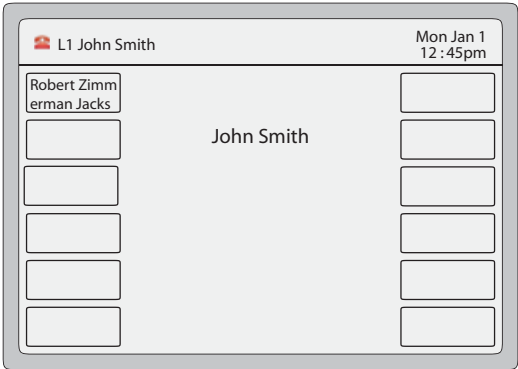 L1 John Smith
Mon Jan 1
12:45pm
Robert Zimm
erman Jacks
John Smith